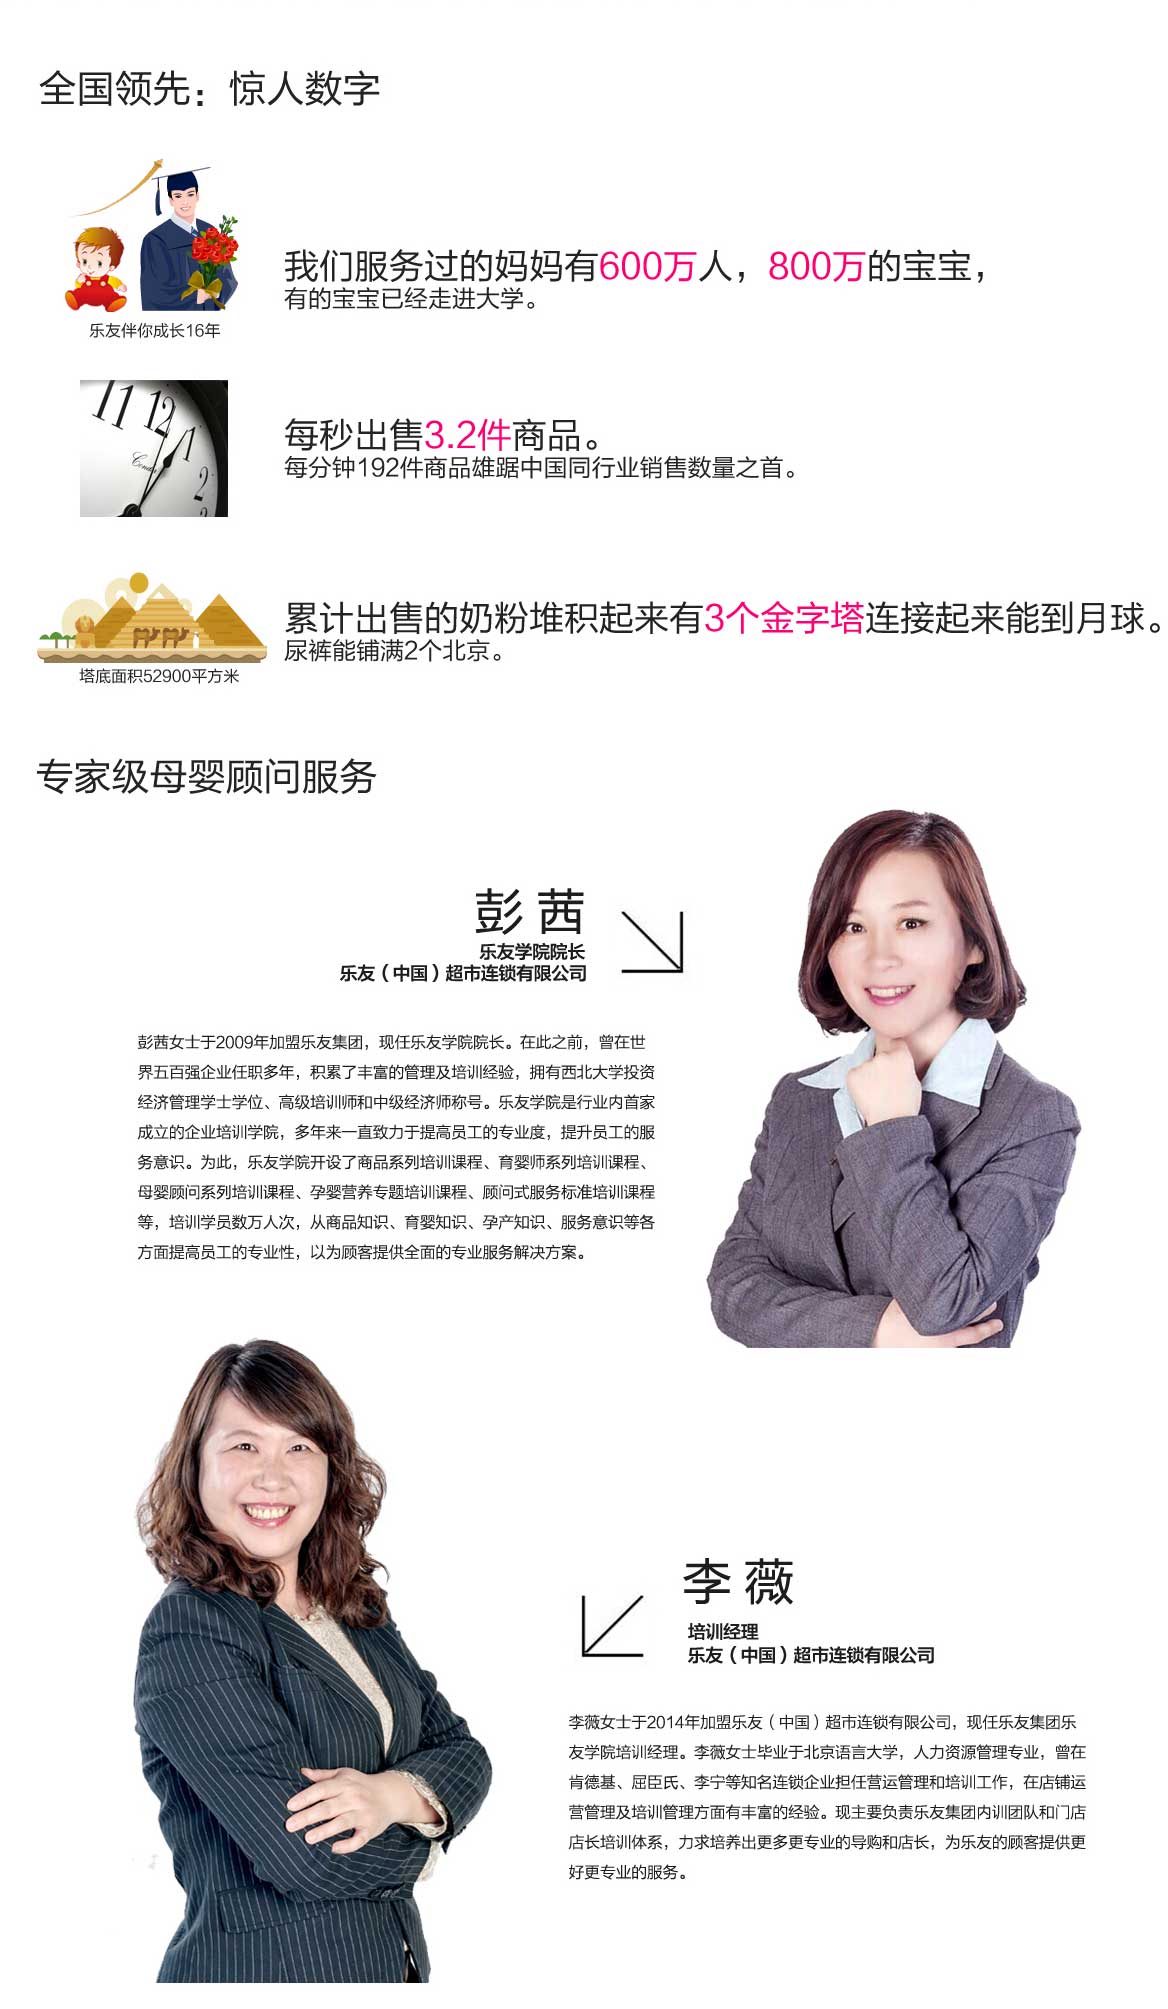 全国领先：惊人数字
我们服务过的妈妈有600万人，800万的宝宝，
有的宝宝已经走进大学。
乐友伴你成长16年
11 12 1 2
每秒出售3.2件商品。
每分钟192件商品雄踞中国同行业销售数量之首。
累计出售的奶粉堆积起来有3个金字塔连接起来能到月球。
尿裤能铺满2个北京。
塔底面积52900平方米
专家级母婴顾问服务
彭茜
乐友学院院长
乐友（中国）超市连锁有限公司
彭茜女士于2009年加盟乐友集团，现任乐友学院院长。在此之前，曾在世
界五百强企业任职多年，积累了丰富的管理及培训经验，拥有西北大学投资
经济管理学士学位、高级培训师和中级经济师称号。乐友学院是行业内首家
成立的企业培训学院，多年来一直致力于提高员工的专业度，提升员工的服
务意识。为此，乐友学院开设了商品系列培训课程、育婴师系列培训课程、
母婴顾问系列培训课程、孕婴营养专题培训课程、顾问式服务标准培训课程
等，培训学员数万人次，从商品知识、育婴知识、孕产知识、服务意识等各
方面提高员工的专业性，以为顾客提供全面的专业服务解决方案。
李薇
培训经理
乐友（中国）超市连锁有限公司
李薇女士于2014年加盟乐友（中国）超市连锁有限公司，现任乐友集团乐
友学院培训经理。李薇女士毕业于北京语言大学，人力资源管理专业，曾在
肯德基、屈臣氏、李宁等知名连锁企业担任营运管理和培训工作，在店铺运
营管理及培训管理方面有丰富的经验。现主要负责乐友集团内训团队和门店
店长培训体系，力求培养出更多更专业的导购和店长，为乐友的顾客提供更
好更专业的服务。